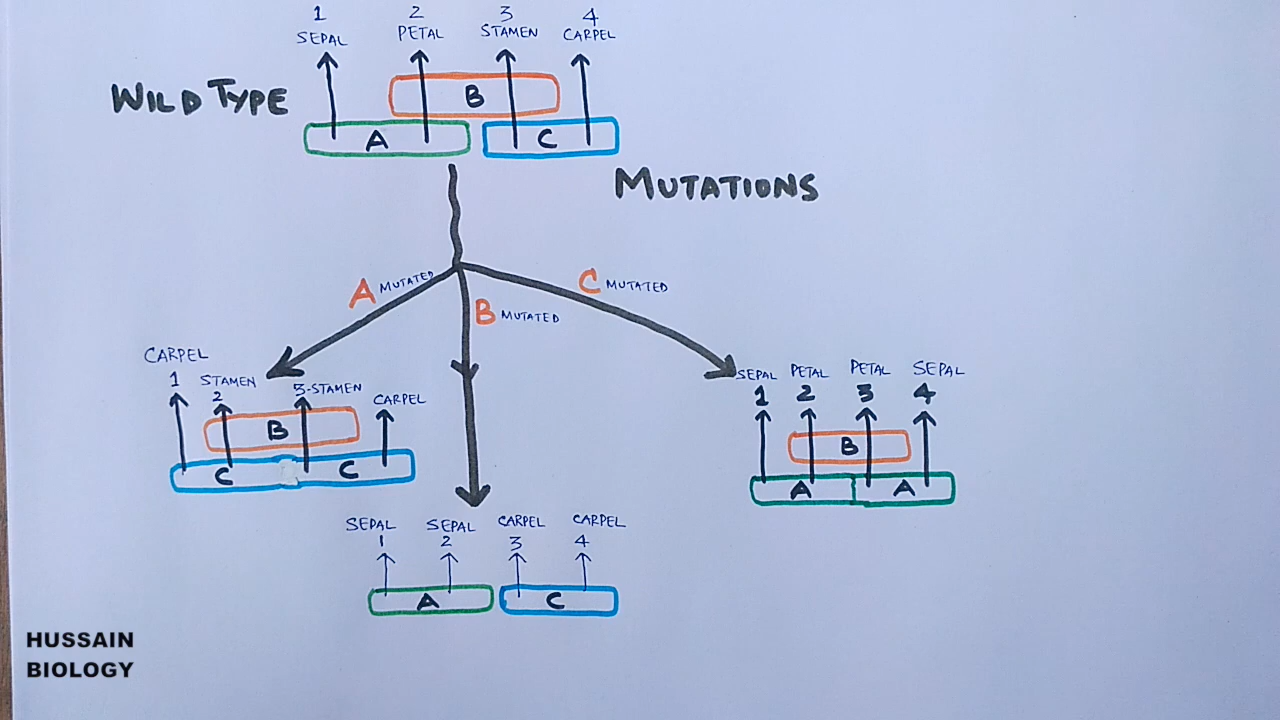 1 2 3 4
SEPAL PETAL STAMEN CARPEL
WILD TYPE
B
A C
MUTATIONS
A MUTATED
B MUTATED
C MUTATED
CARPEL
1 STAMEN 3-STAMEN
2 CARPEL
B
C C
SEPAL PETAL PETAL SEPAL
1 2 3 4
B
A A
SEPAL SEPAL CARPEL CARPEL
1 2 3 4
A C
HUSSAIN
BIOLOGY